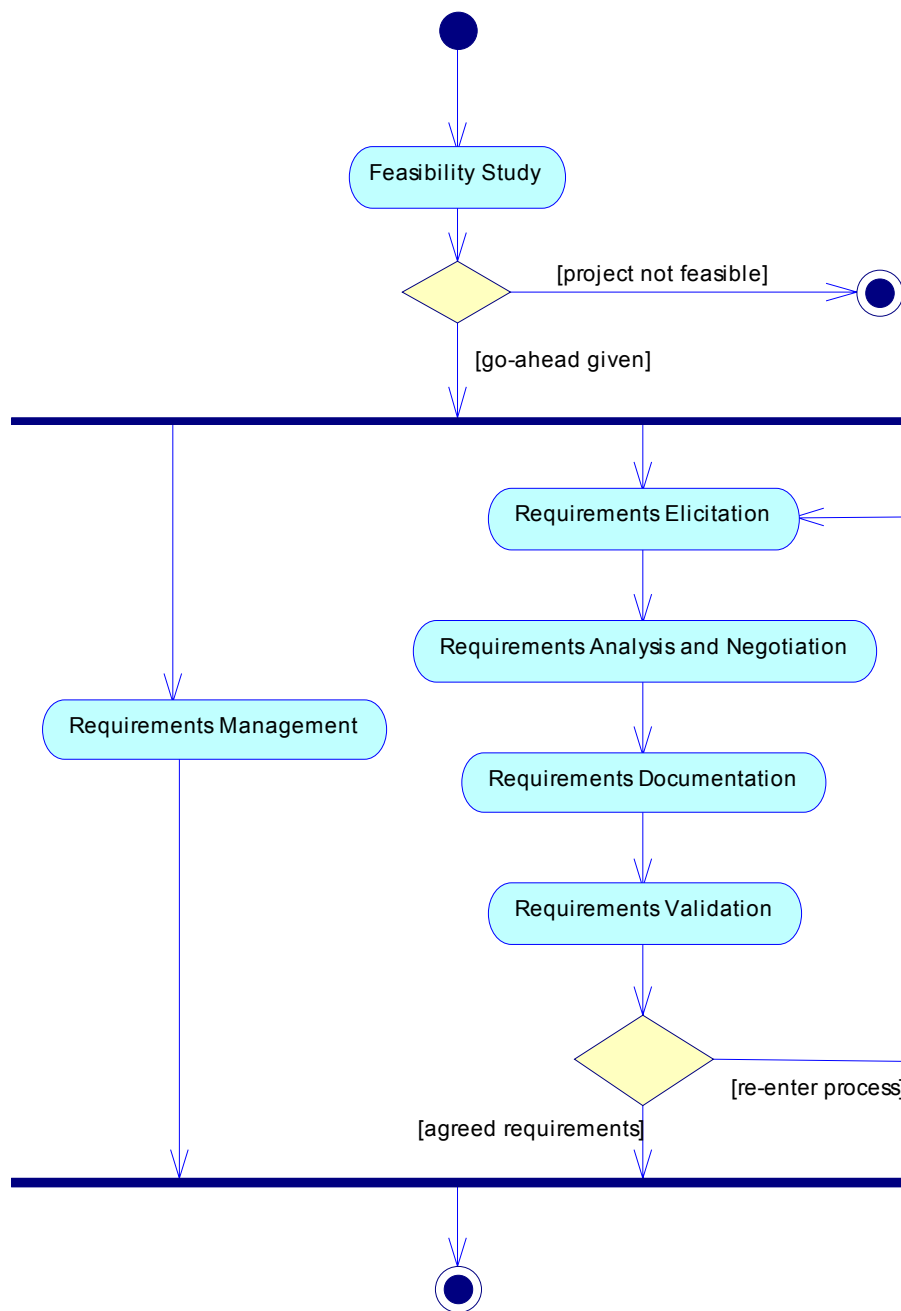 Feasibility Study
[project not feasible]
[go-ahead given]
Requirements Elicitation
Requirements Analysis and Negotiation
Requirements Management
Requirements Documentation
Requirements Validation
[re-enter process]
[agreed requirements]